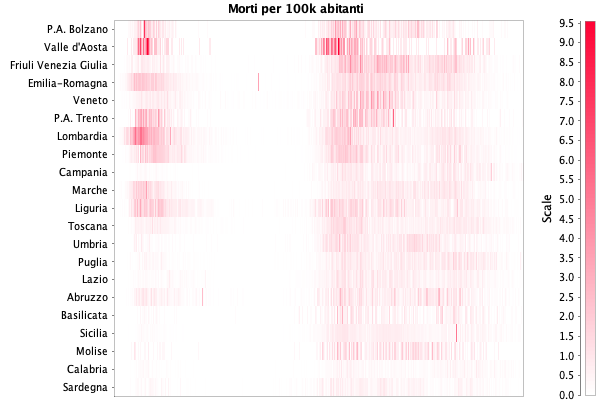 Morti per 100k abitanti
P.A. Bolzano
Valle d'Aosta
Friuli Venezia Giulia
Emilia-Romagna
Veneto
P.A. Trento
Lombardia
Piemonte
Campania
Marche
Liguria
Toscana
Umbria
Puglia
Lazio
Abruzzo
Basilicata
Sicilia
Molise
Calabria
Sardegna
Scale
9.5
9.0
8.5
8.0
7.5
7.0
6.5
6.0
5.5
5.0
4.5
4.0
3.5
3.0
2.5
2.0
1.5
1.0
0.5
0.0